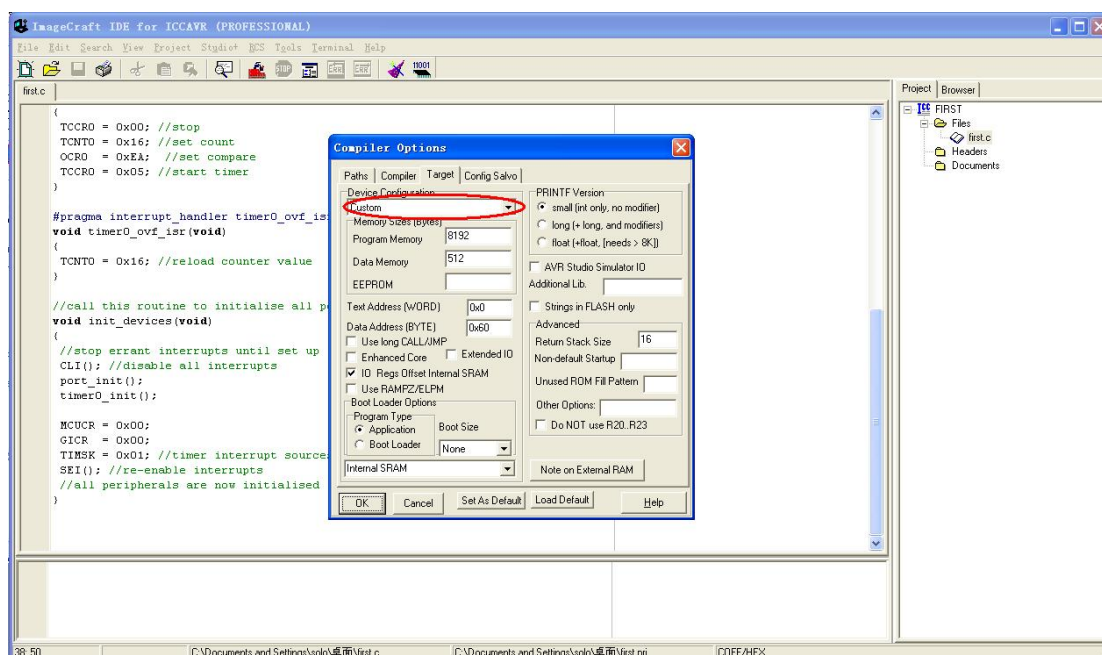 ImageCraft IDE for ICCAVR (PROFESSIONAL)
File Edit Search View Project Studio+ RCS Tools Terminal Help
first.c
{
TCCR0 = 0x00; //stop
TCNT0 = 0x16; //set count
OCR0 = 0xEA; //set compare
TCCR0 = 0x05; //start timer
}
#pragma interrupt_handler timer0_ovf_is
void timer0_ovf_isr(void)
{
TCNT0 = 0x16; //reload counter value
}
//call this routine to initialise all p
void init_devices(void)
{
//stop errant interrupts until set up
CLI(); //disable all interrupts
port_init();
timer0_init();
MCUCR = 0x00;
GICR = 0x00;
TIMSK = 0x01; //timer interrupt sources
SEI(); //re-enable interrupts
//all peripherals are now initialised
}
Compiler Options
Paths Compiler Target Config Salvo
Device Configuration
Custom
Memory Sizes (Bytes)
Program Memory 8192
Data Memory 512
EEPROM
Text Address (WORD) 0x0
Data Address (BYTE) 0x60
Use long CALL/JMP
Enhanced Core Extended IO
IO Regs Offset Internal SRAM
Use RAMPZ/ELPM
Boot Loader Options
Program Type
Application Boot Size
Boot Loader None
Internal SRAM
PRINTF Version
small (int only, no modifier)
long (+ long, and modifiers)
float (+float, [needs > 8K])
AVR Studio Simulator IO
Additional Lib.
Strings in FLASH only
Advanced
Return Stack Size 16
Non-default Startup
Unused ROM Fill Pattern
Other Options:
Do NOT use R20..R23
Note on External RAM
OK Cancel Set As Default Load Default Help
Project Browser
FIRST
Files
first.c
Headers
Documents
38:50 C:\Documents and Settings\solo\桌面\first.c C:\Documents and Settings\solo\桌面\first.prj COFF/HEX